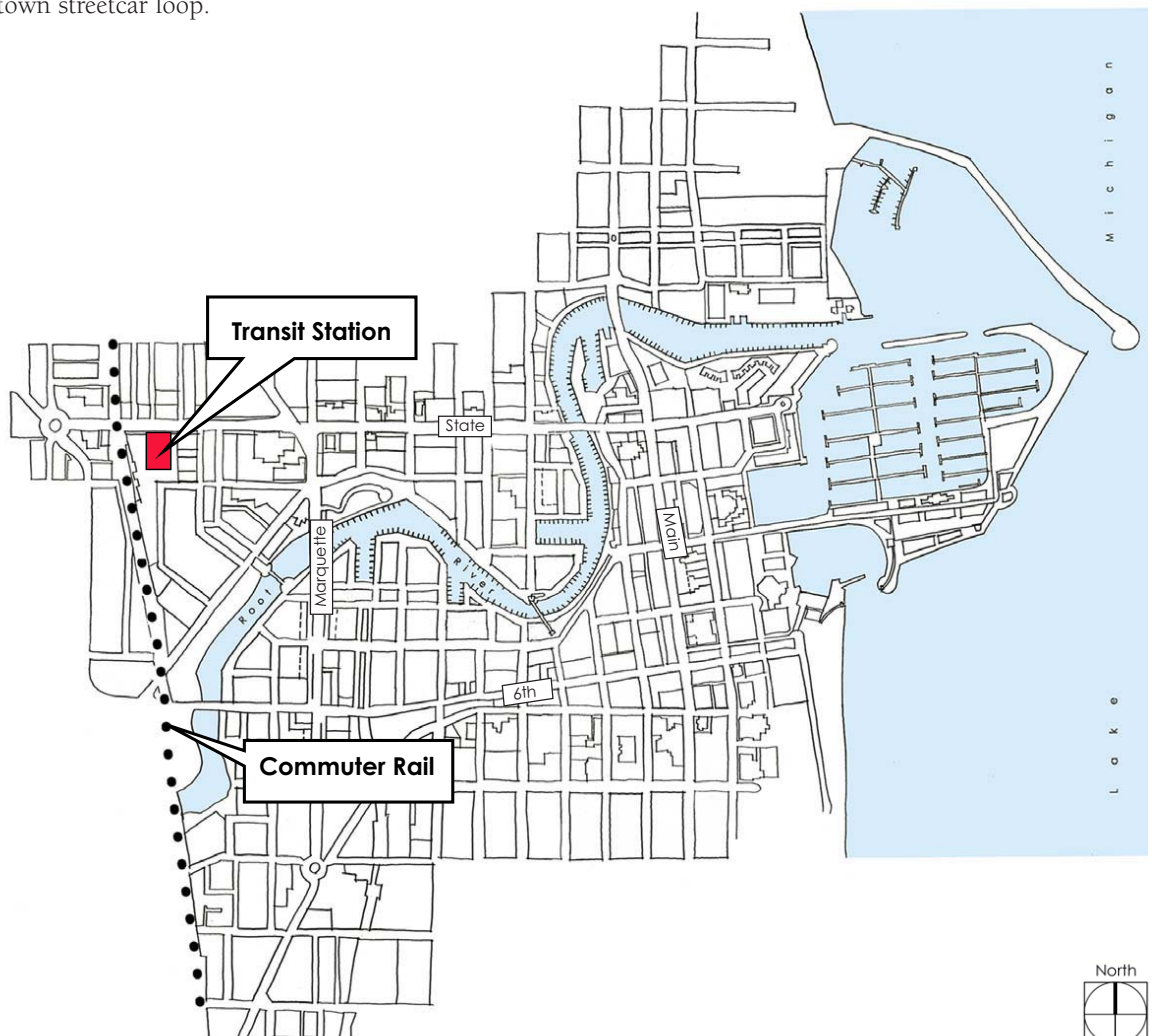 town streetcar loop.
Michigan
Transit Station
State
Main
Marquette
River
Root
6th
Commuter Rail
Lake
North